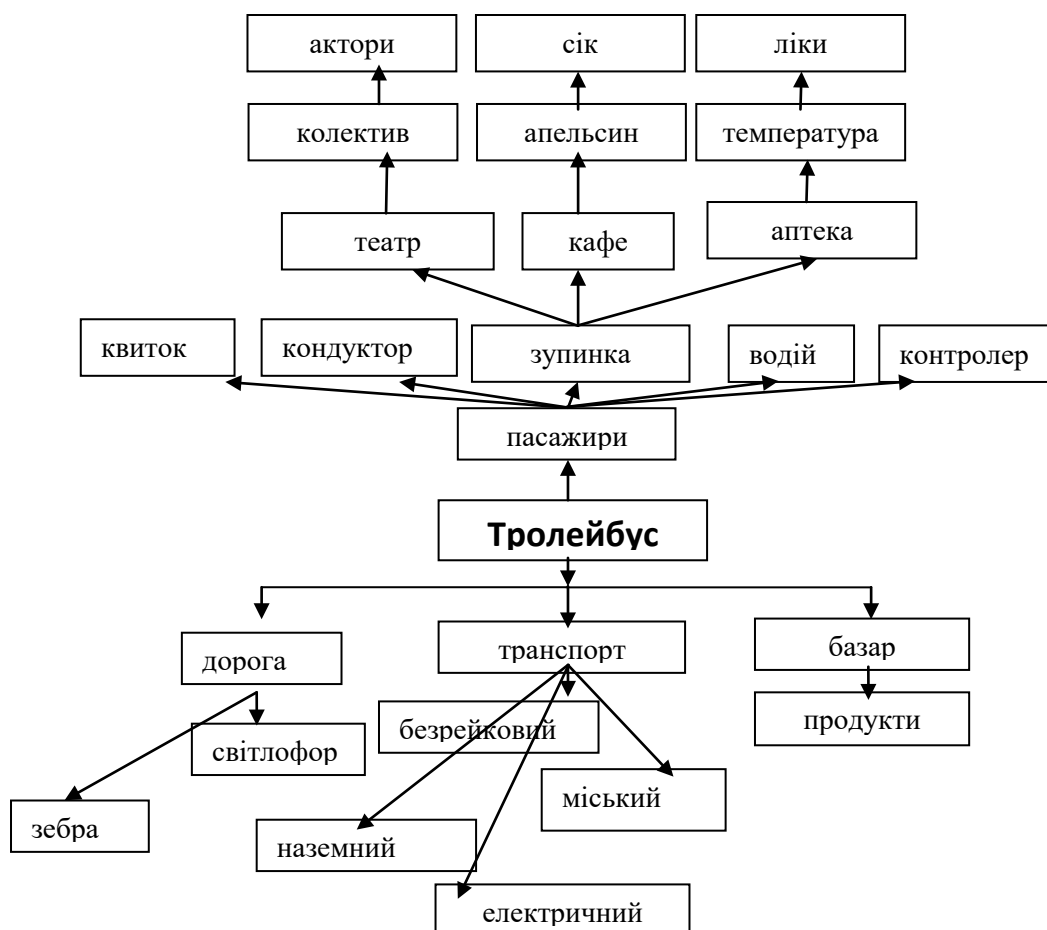 актори сік ліки
колектив апельсин температура
театр кафе аптека
квиток кондуктор зупинка водій контролер
пасажири
Тролейбус
дорога транспорт базар
світлофор безрейковий продукти
зебра наземний міський
електричний